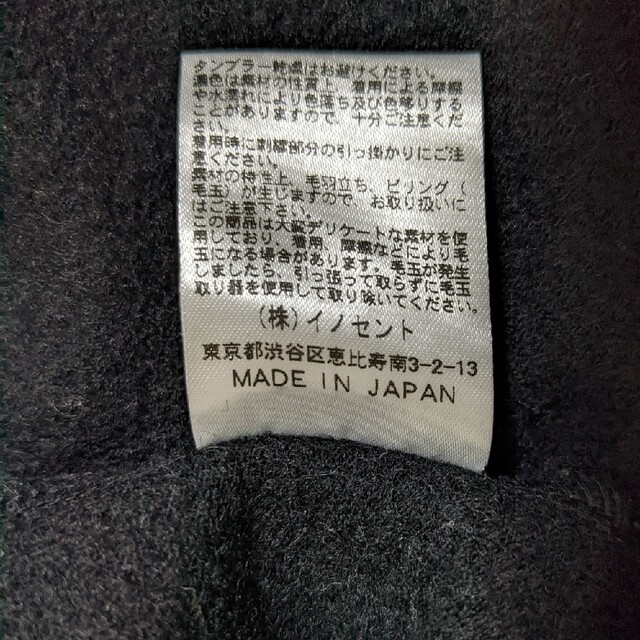 タンブラー乾燥はお避けください。
濃色は素材の性質上、着用による摩擦
や水濡れにより色落ち及び色移りする
ことがありますので、十分ご注意くだ
さい。
着用時に刺繍部分の引っ掛かりにご注
意ください。
素材の特性上、毛羽立ち、ピリング（
毛玉）が生じますので、お取り扱いに
はご注意下さい。
この商品は大変デリケートな素材を使
用しており、着用、摩擦などにより毛
玉になる場合があります。毛玉が発生
しましたら、引っ張って取らずに毛玉
取り器を使用して取り除いてください。
(株)イノセント
東京都渋谷区恵比寿南3-2-13
MADE IN JAPAN